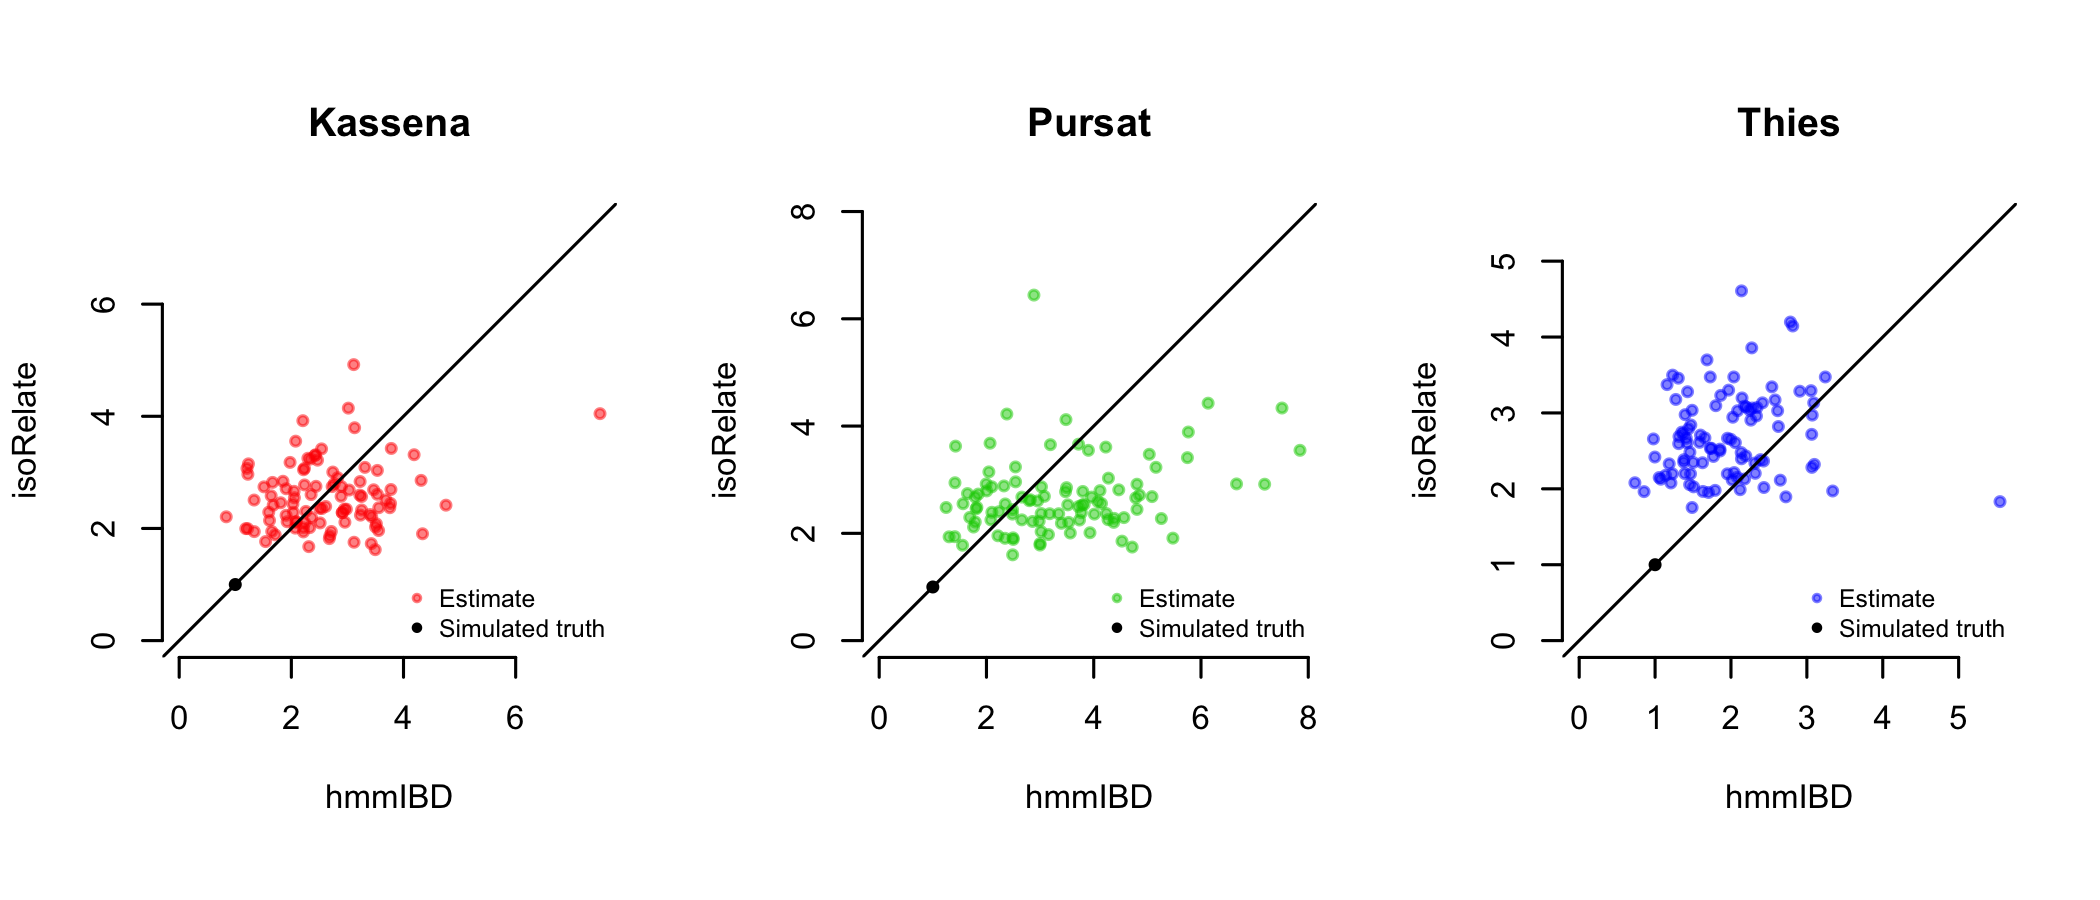 Kassena
isoRelate
6
4
2
0
Estimate
Simulated truth
0 2 4 6
hmmIBD
Pursat
isoRelate
8
6
4
2
0
Estimate
Simulated truth
0 2 4 6 8
hmmIBD
Thies
isoRelate
5
4
3
2
1
0
Estimate
Simulated truth
0 1 2 3 4 5
hmmIBD